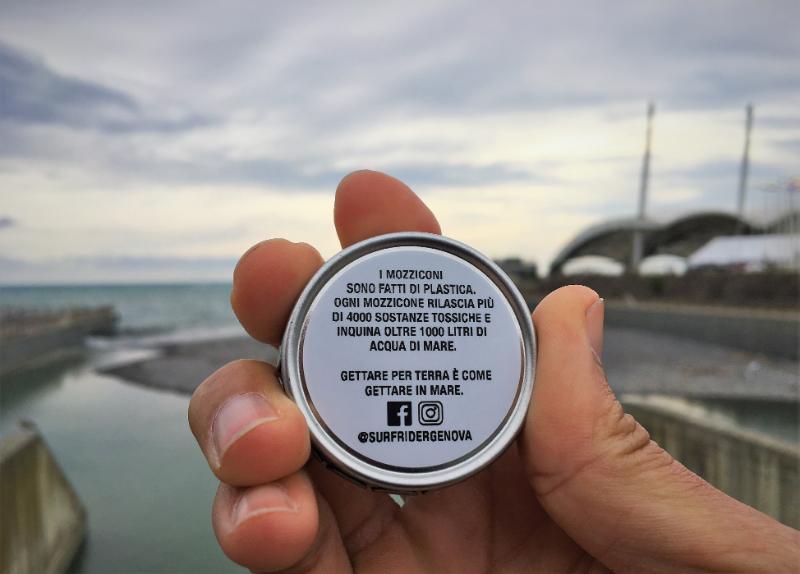 I MOZZICONI
SONO FATTI DI PLASTICA.
OGNI MOZZICONE RILASCIA PIÙ
DI 4000 SOSTANZE TOSSICHE E
INQUINA OLTRE 1000 LITRI DI
ACQUA DI MARE.
GETTARE PER TERRA È COME
GETTARE IN MARE.
@SURFRIDERGENOVA